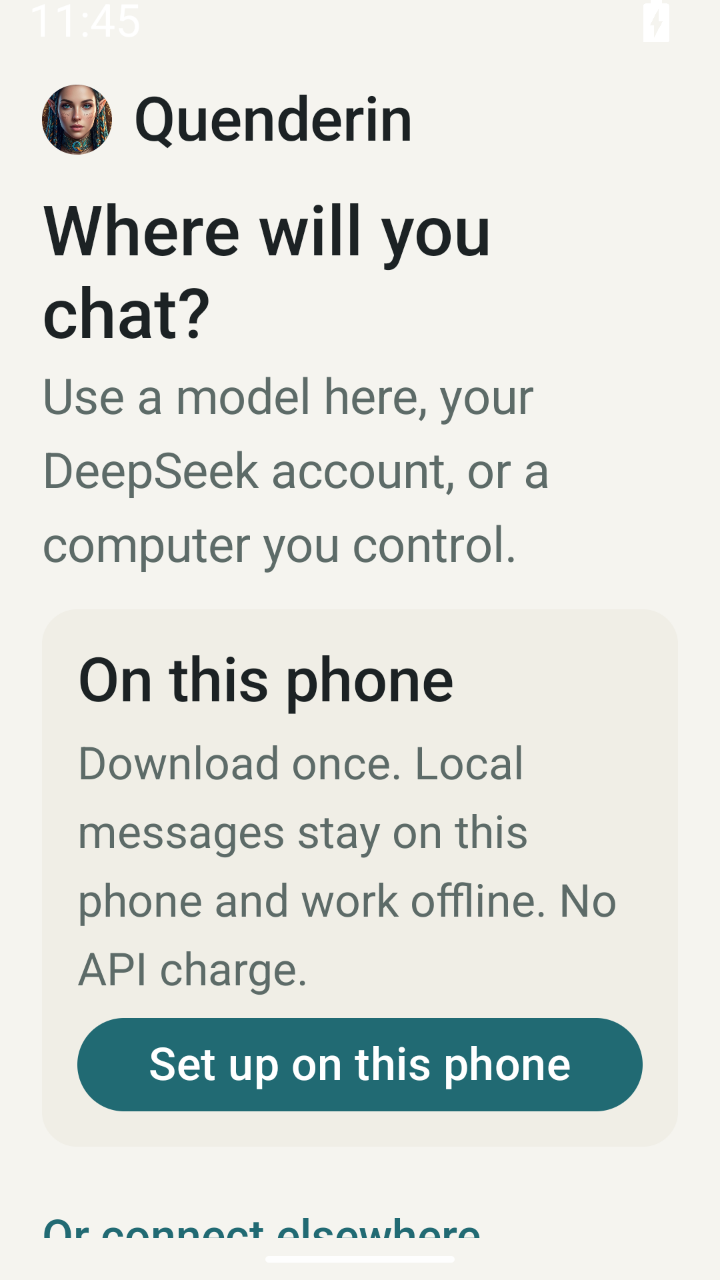 11:45
Quenderin
Where will you
chat?
Use a model here, your
DeepSeek account, or a
computer you control.
On this phone
Download once. Local
messages stay on this
phone and work offline. No
API charge.
Set up on this phone
Or connect elsewhere